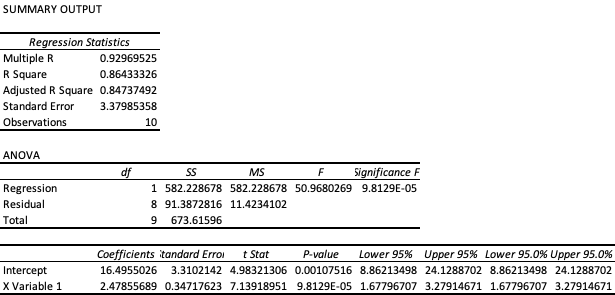 SUMMARY OUTPUT
Regression Statistics
Multiple R 0.92969525
R Square 0.86433326
Adjusted R Square 0.84737492
Standard Error 3.37985358
Observations 10
ANOVA
df SS MS F Significance F
Regression 1 582.228678 582.228678 50.9680269 9.8129E-05
Residual 8 91.3872816 11.4234102
Total 9 673.61596
Coefficients Standard Error t Stat P-value Lower 95% Upper 95% Lower 95.0% Upper 95.0%
Intercept 16.4955026 3.3102142 4.98321306 0.00107516 8.86213498 24.1288702 8.86213498 24.1288702
X Variable 1 2.47855689 0.34717623 7.13918951 9.8129E-05 1.67796707 3.27914671 1.67796707 3.27914671